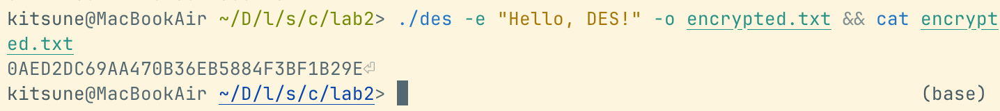 kitsune@MacBookAir ~/D/l/s/c/lab2> ./des -e "Hello, DES!" -o encrypted.txt && cat encrypt
ed.txt
0AED2DC69AA470B36EB5884F3BF1B29E⏎
kitsune@MacBookAir ~/D/l/s/c/lab2> (base)